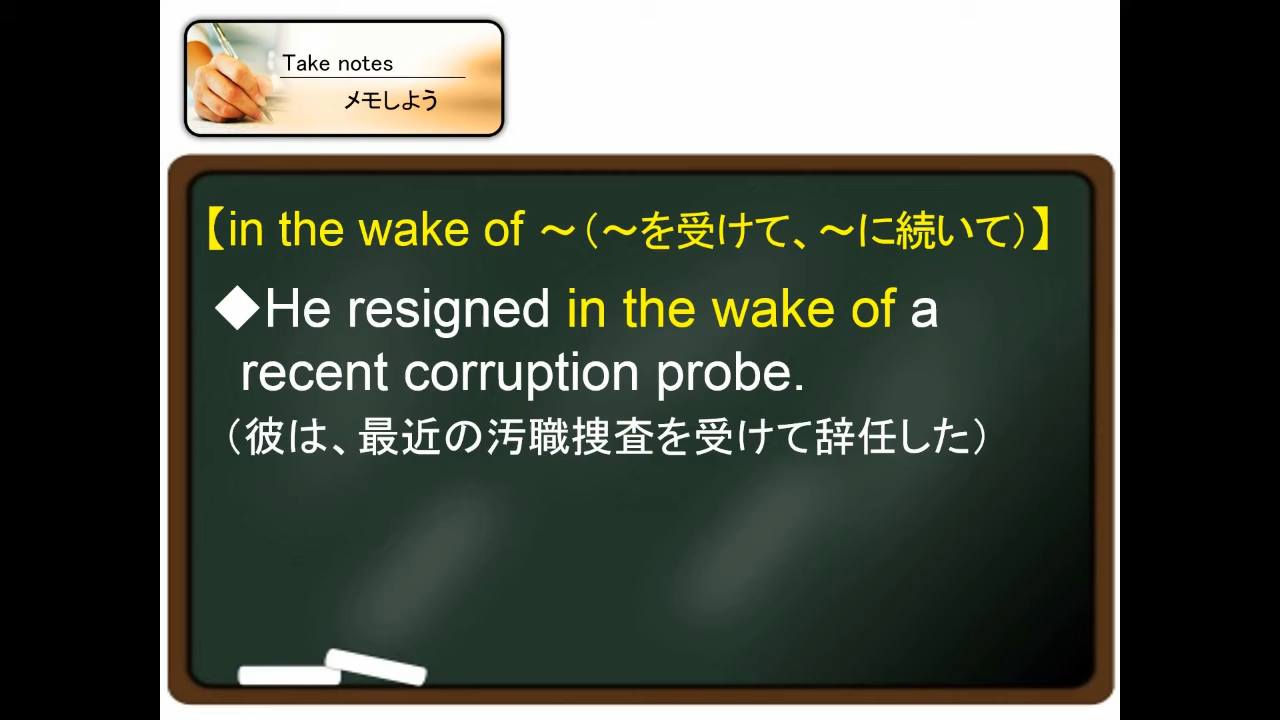 Take notes
メモしよう
【in the wake of ～（～を受けて、～に続いて）】
◆He resigned in the wake of a
recent corruption probe.
（彼は、最近の汚職捜査を受けて辞任した）